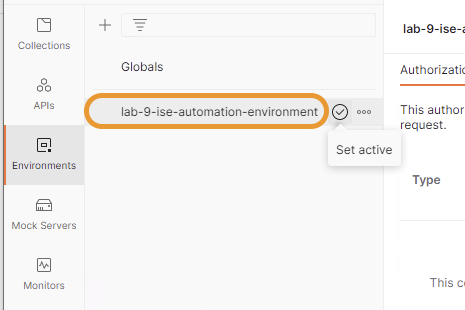 Collections
APIs
Environments
Mock Servers
Monitors
Globals
lab-9-ise-automation-environment
Set active
lab-9-ise-a
Authorizatio
This author
request.
Type
This co